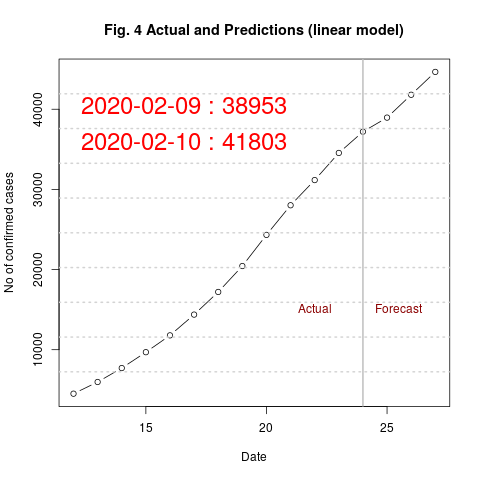 Fig. 4 Actual and Predictions (linear model)
2020-02-09 : 38953
2020-02-10 : 41803
No of confirmed cases
40000
30000
20000
10000
Actual
Forecast
15
20
25
Date